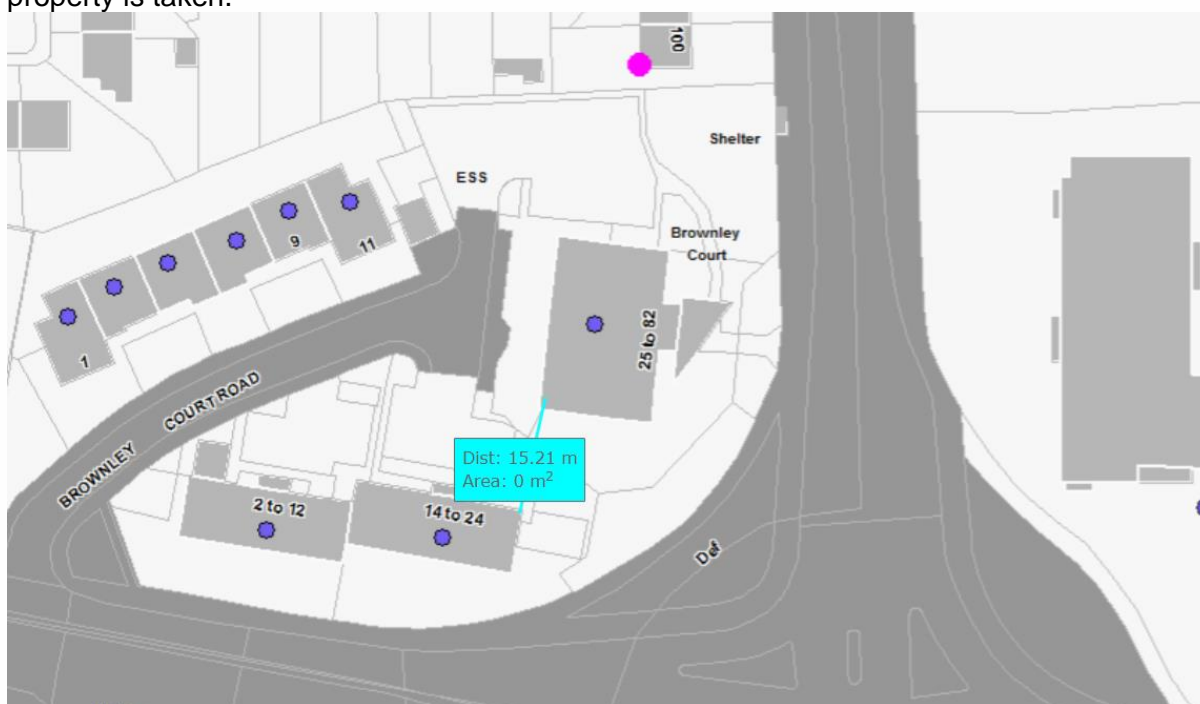 property is taken.
100
Shelter
ESS
Brownley
Court
9
11
25 to 82
1
BROWNLEY COURT ROAD
Dist: 15.21 m
Area: 0 m²
2 to 12
14 to 24
Def